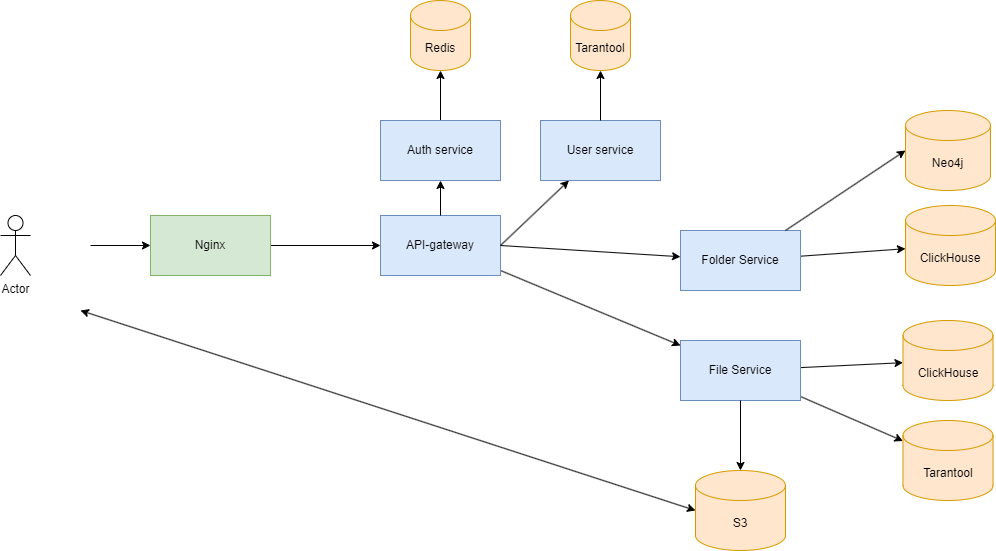 Redis
Tarantool
Auth service
User service
Neo4j
Actor
Nginx
API-gateway
Folder Service
ClickHouse
File Service
ClickHouse
Tarantool
S3